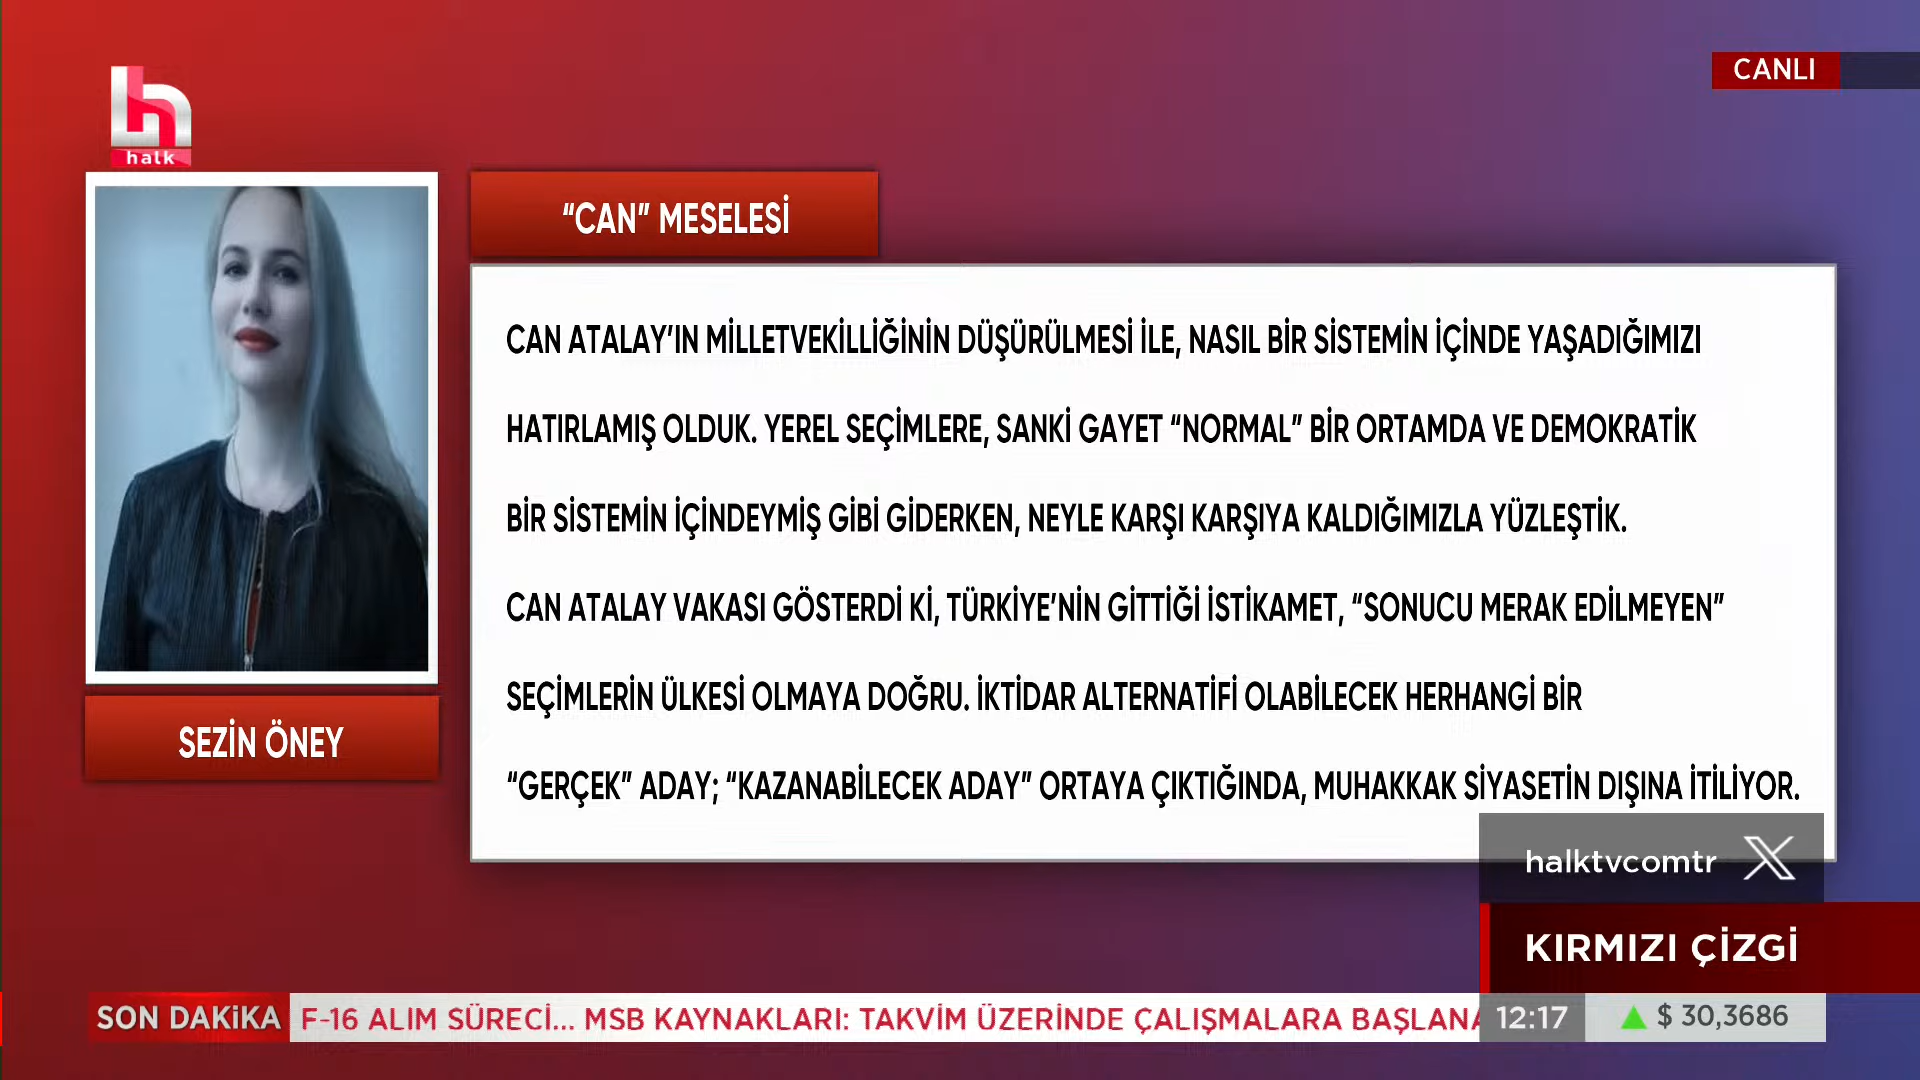 CANLI
h
halk
"CAN" MESELESİ
CAN ATALAY'IN MİLLETVEKİLLİĞİNİN DÜŞÜRÜLMESİ İLE, NASIL BİR SİSTEMİN İÇİNDE YAŞADIĞIMIZI
HATIRLAMIŞ OLDUK. YEREL SEÇİMLERE, SANKİ GAYET "NORMAL" BİR ORTAMDA VE DEMOKRATİK
BİR SİSTEMİN İÇİNDEYMİŞ GİBİ GİDERKEN, NEYLE KARŞI KARŞIYA KALDIĞIMIZLA YÜZLEŞTİK.
CAN ATALAY VAKASI GÖSTERDİ Kİ, TÜRKİYE'NİN GİTTİĞİ İSTİKAMET, "SONUCU MERAK EDİLMEYEN"
SEÇİMLERİN ÜLKESİ OLMAYA DOĞRU. İKTİDAR ALTERNATİFİ OLABİLECEK HERHANGİ BİR
"GERÇEK" ADAY; "KAZANABİLECEK ADAY" ORTAYA ÇIKTIĞINDA, MUHAKKAK SİYASETİN DIŞINA İTİLİYOR.
SEZİN ÖNEY
halktvcomtr X
KIRMIZI ÇİZGİ
SON DAKİKA F-16 ALIM SÜRECİ... MSB KAYNAKLARI: TAKVİM ÜZERİNDE ÇALIŞMALARA BAŞLANA 12:17 ▲ $ 30,3686